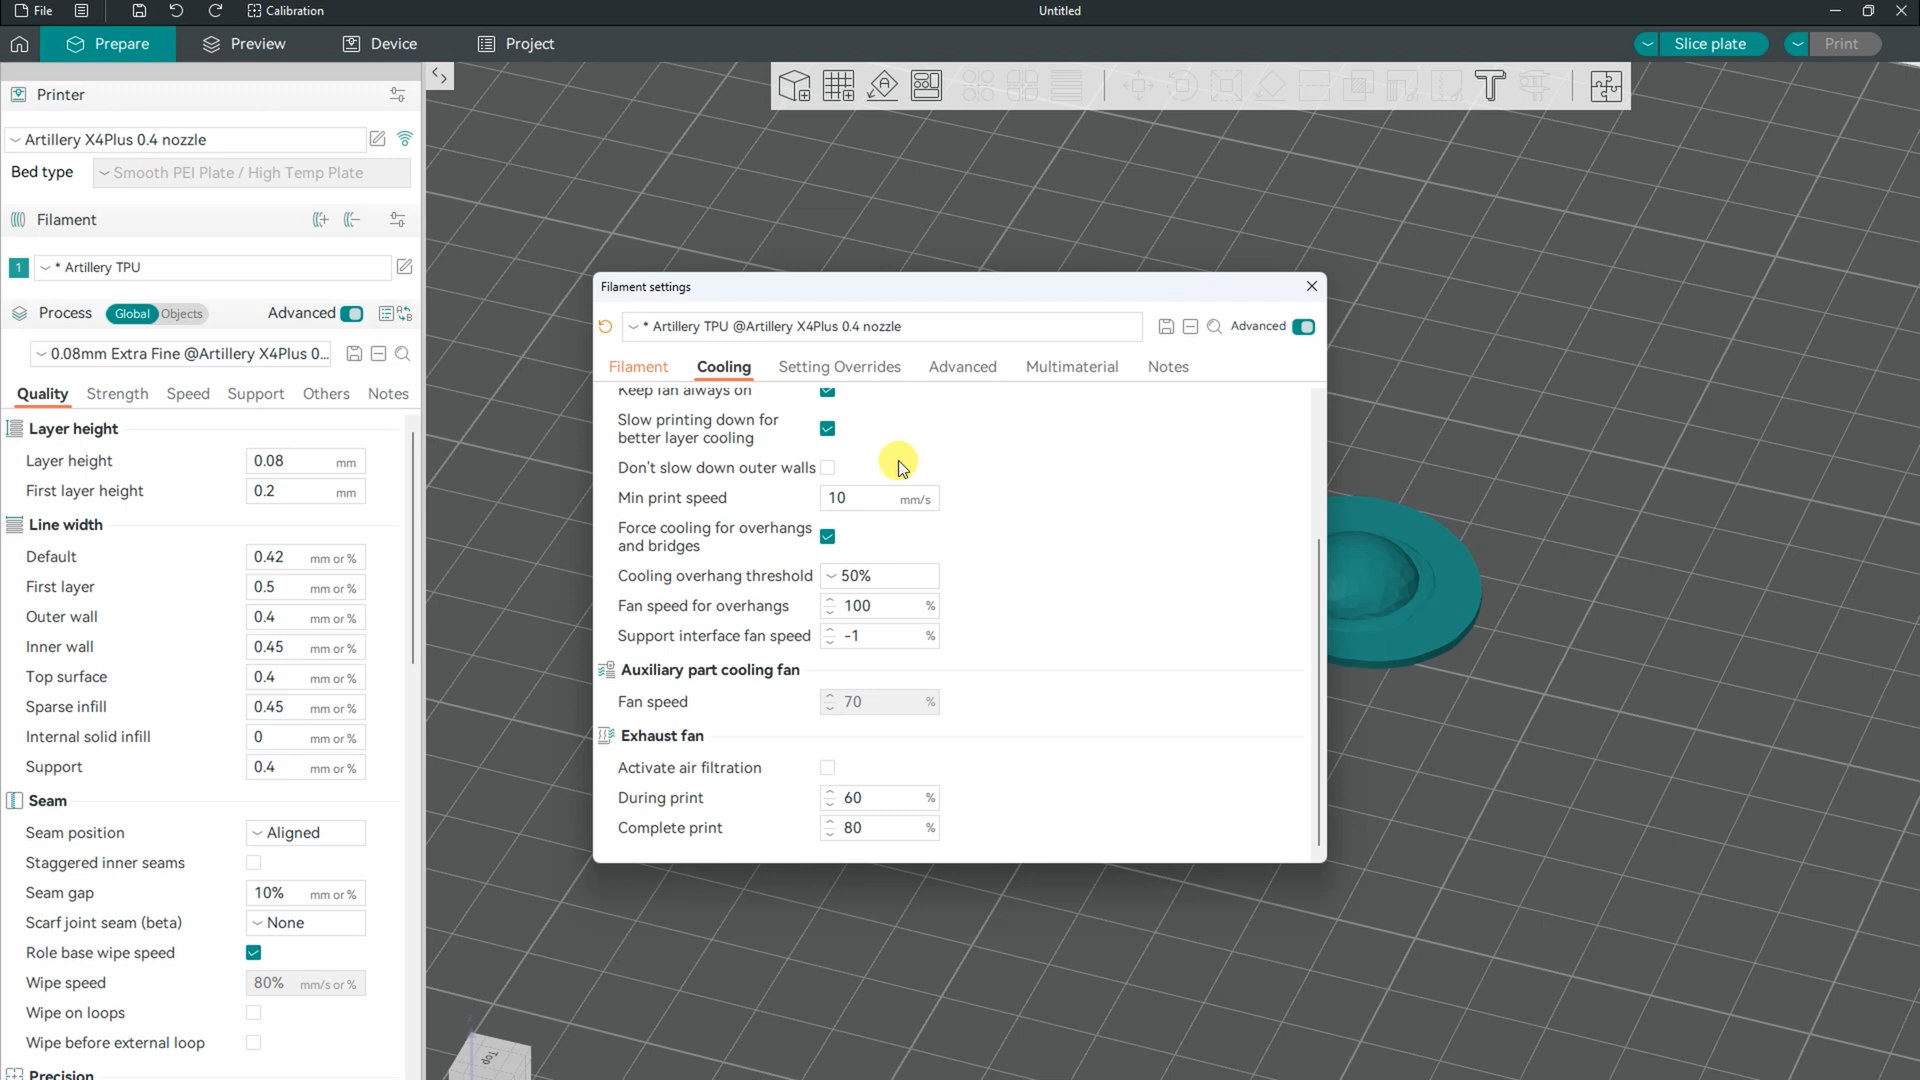 File Calibration Untitled
Prepare Preview Device Project Slice plate Print
Printer
Artillery X4Plus 0.4 nozzle
Bed type Smooth PEI Plate / High Temp Plate
Filament
1 * Artillery TPU
Process Global Objects Advanced
0.08mm Extra Fine @Artillery X4Plus 0...
Quality Strength Speed Support Others Notes
Layer height
Layer height 0.08 mm
First layer height 0.2 mm
Line width
Default 0.42 mm or %
First layer 0.5 mm or %
Outer wall 0.4 mm or %
Inner wall 0.45 mm or %
Top surface 0.4 mm or %
Sparse infill 0.45 mm or %
Internal solid infill 0 mm or %
Support 0.4 mm or %
Seam
Seam position Aligned
Staggered inner seams
Seam gap 10% mm or %
Scarf joint seam (beta) None
Role base wipe speed
Wipe speed 80% mm/s or %
Wipe on loops
Wipe before external loop
Precision
Filament settings
* Artillery TPU @Artillery X4Plus 0.4 nozzle Advanced
Filament Cooling Setting Overrides Advanced Multimaterial Notes
Keep fan always on
Slow printing down for
better layer cooling
Don't slow down outer walls
Min print speed 10 mm/s
Force cooling for overhangs
and bridges
Cooling overhang threshold 50%
Fan speed for overhangs 100 %
Support interface fan speed -1 %
Auxiliary part cooling fan
Fan speed 70 %
Exhaust fan
Activate air filtration
During print 60 %
Complete print 80 %
Top